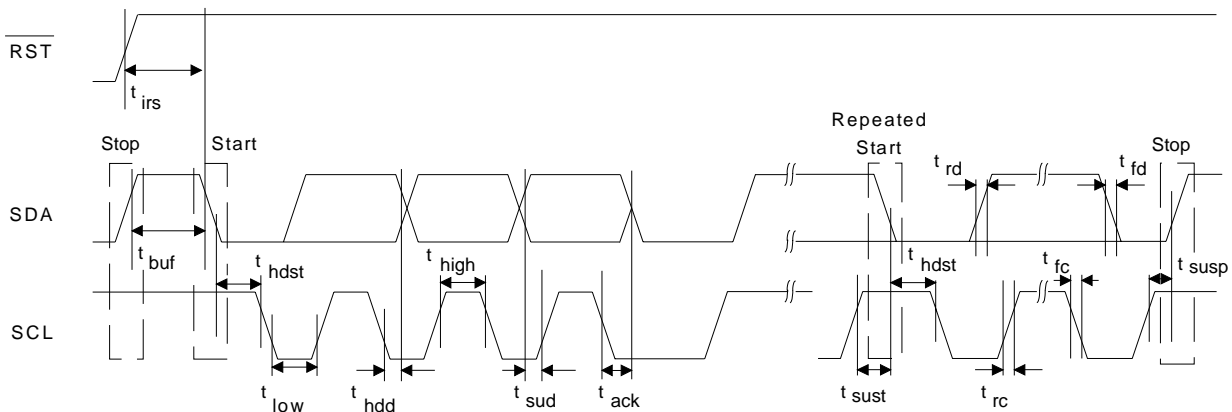 RST
t irs
Repeated
Stop Start Start Stop
t rd t fd
SDA
t buf t hdst t high t hdst t fc t susp
SCL
t low t hdd t sud t ack t sust t rc